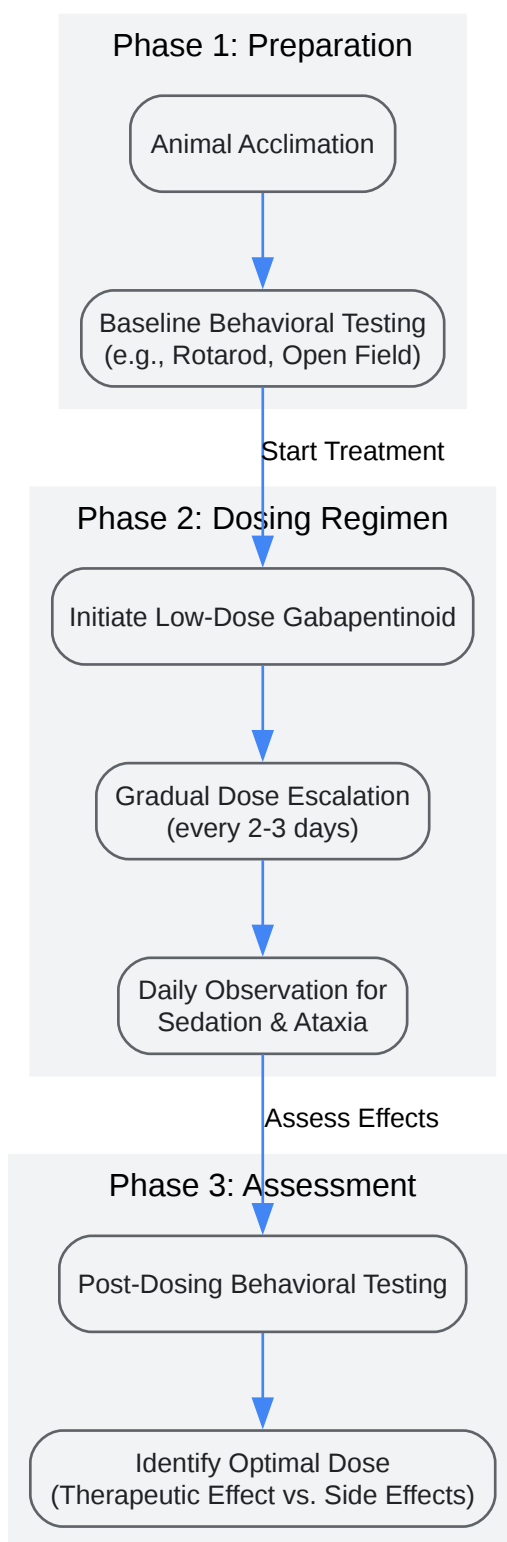 Phase 1: Preparation
Animal Acclimation
Baseline Behavioral Testing
(e.g., Rotarod, Open Field)
Start Treatment
Phase 2: Dosing Regimen
Initiate Low-Dose Gabapentinoid
Gradual Dose Escalation
(every 2-3 days)
Daily Observation for
Sedation & Ataxia
Assess Effects
Phase 3: Assessment
Post-Dosing Behavioral Testing
Identify Optimal Dose
(Therapeutic Effect vs. Side Effects)